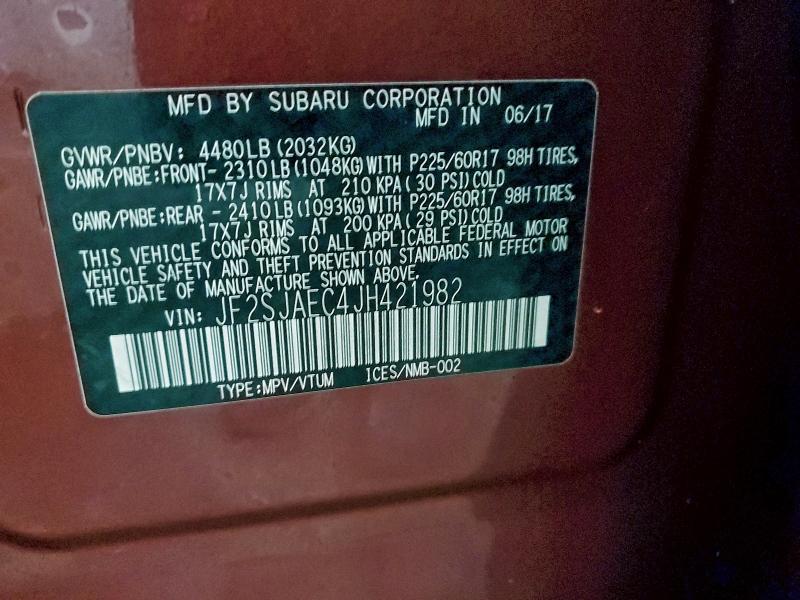 MFD BY SUBARU CORPORATION
MFD IN 06/17
GVWR/PNBV: 4480LB (2032KG)
GAWR/PNBE:FRONT- 2310LB (1048KG) WITH P225/60R17 98H TIRES,
17X7J RIMS AT 210 KPA (30 PSI) COLD
GAWR/PNBE:REAR - 2410LB (1093KG) WITH P225/60R17 98H TIRES,
17X7J RIMS AT 200 KPA (29 PSI) COLD
THIS VEHICLE CONFORMS TO ALL APPLICABLE FEDERAL MOTOR
VEHICLE SAFETY AND THEFT PREVENTION STANDARDS IN EFFECT ON
THE DATE OF MANUFACTURE SHOWN ABOVE.
VIN: JF2SJAEC4JH421982
TYPE:MPV/VTUM ICES/NMB-002